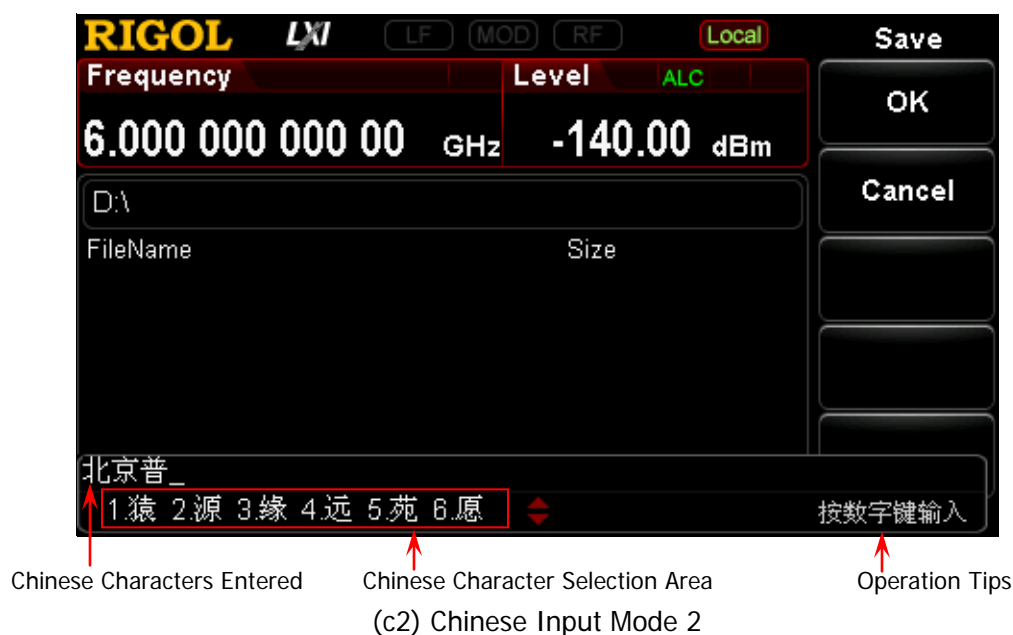 RIGOL LXI LF MOD RF Local Save
Frequency Level ALC
OK
6.000 000 000 00 GHz -140.00 dBm
Cancel
D:\
FileName Size
北京普_
1.猿 2.源 3.缘 4.远 5.苑 6.愿 按数字键输入
Chinese Characters Entered Chinese Character Selection Area Operation Tips
(c2) Chinese Input Mode 2